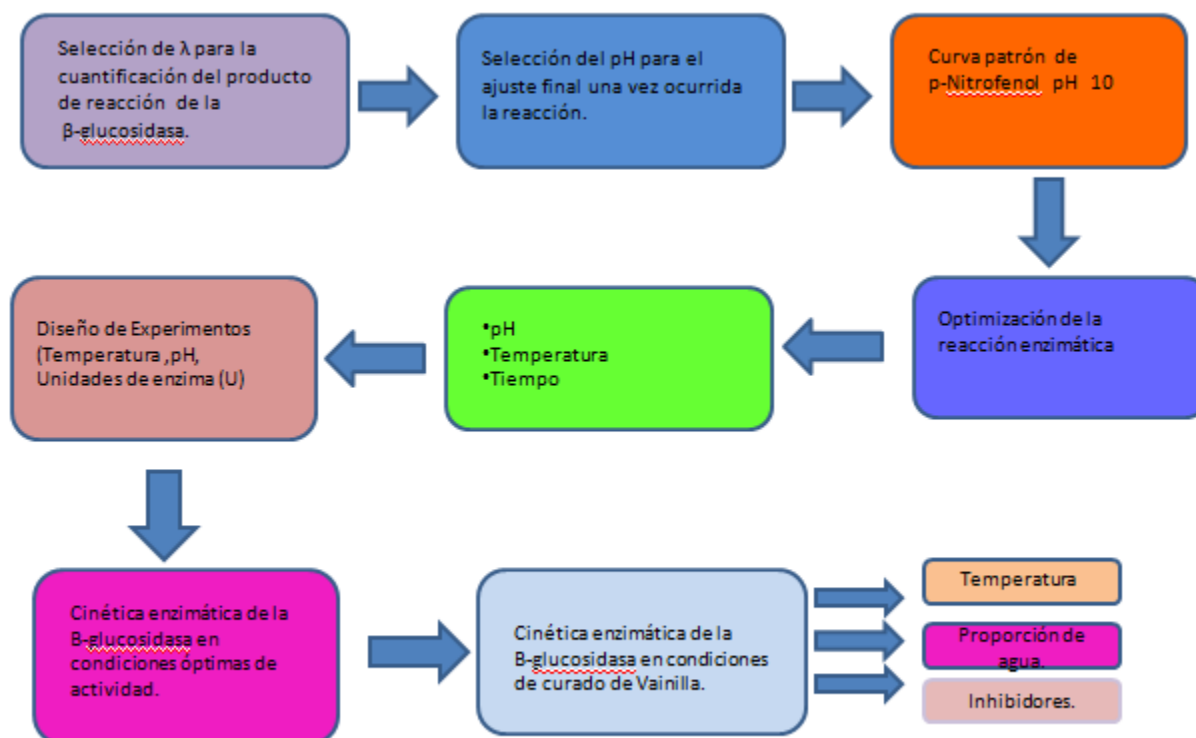 Selección de λ para la
cuantificación del producto
de reacción de la
β-glucosidasa.
Selección del pH para el
ajuste final una vez ocurrida
la reacción.
Curva patrón de
p-Nitrofenol pH 10
Optimización de la
reacción enzimática
•pH
•Temperatura
•Tiempo
Diseño de Experimentos
(Temperatura ,pH,
Unidades de enzima (U)
Cinética enzimática de la
B-glucosidasa en
condiciones óptimas de
actividad.
Cinética enzimática de la
B-glucosidasa en condiciones
de curado de Vainilla.
Temperatura
Proporción de
agua.
Inhibidores.